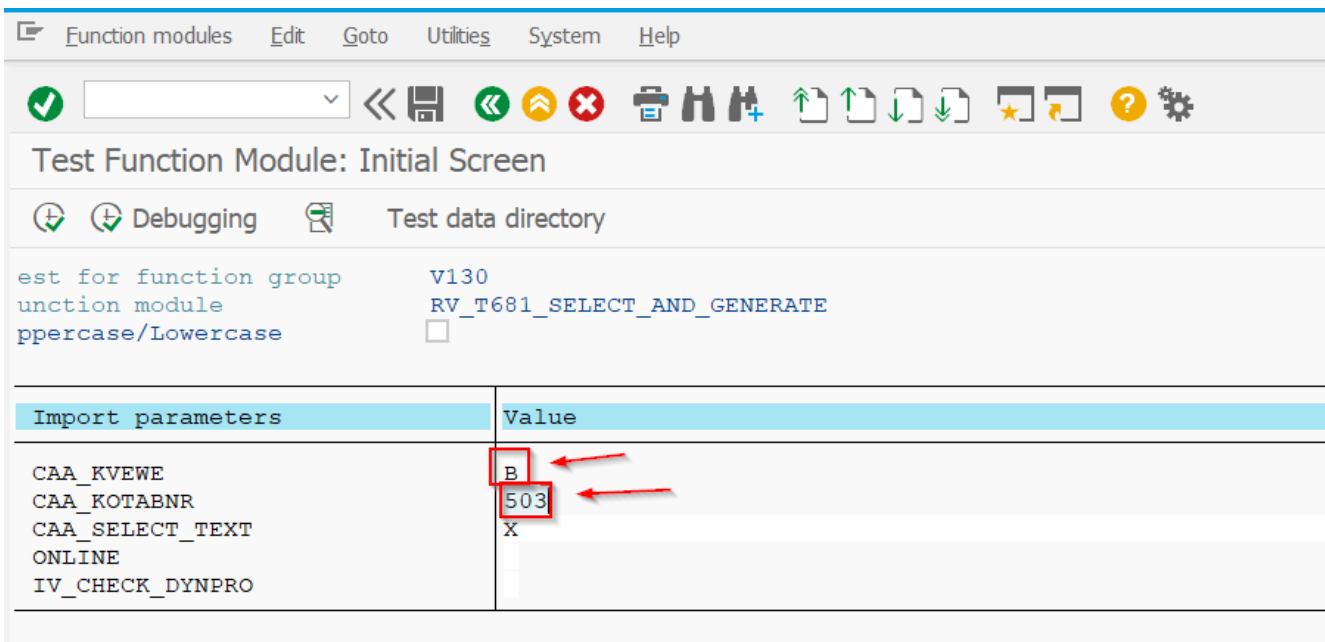 Function modules Edit Goto Utilities System Help
Test Function Module: Initial Screen
Debugging Test data directory
est for function group V130
unction module RV_T681_SELECT_AND_GENERATE
ppercase/Lowercase
Import parameters Value
CAA_KVEWE B
CAA_KOTABNR 503
CAA_SELECT_TEXT X
ONLINE
IV_CHECK_DYNPRO